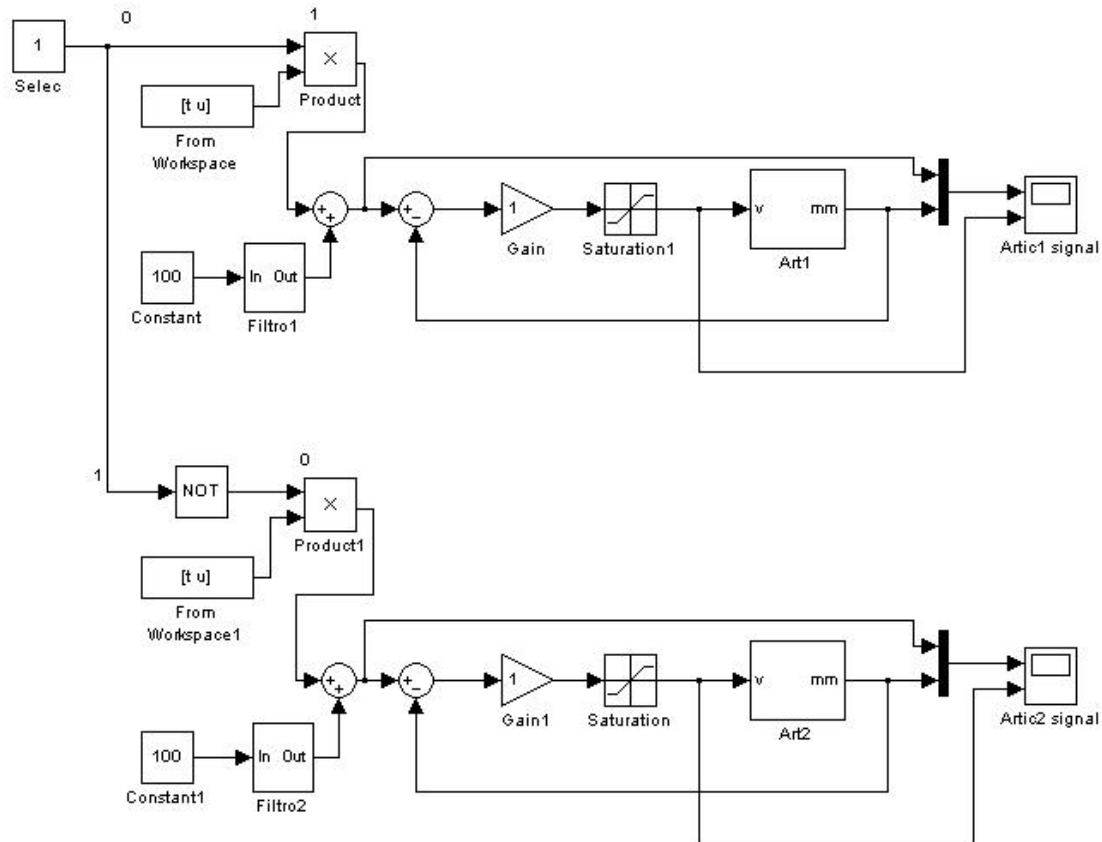 0
1
1
Selec
×
Product
[t u]
From
Workspace
+
+
+
−
1
Gain
Saturation1
v mm
Art1
Artic1 signal
100
Constant
In Out
Filtro1
1
NOT
0
×
Product1
[t u]
From
Workspace1
+
+
+
−
1
Gain1
Saturation
v mm
Art2
Artic2 signal
100
Constant1
In Out
Filtro2